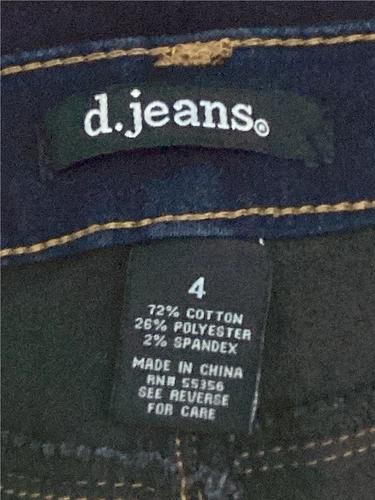 d.jeans®
4
72% COTTON
26% POLYESTER
2% SPANDEX
MADE IN CHINA
RN# 55356
SEE REVERSE
FOR CARE